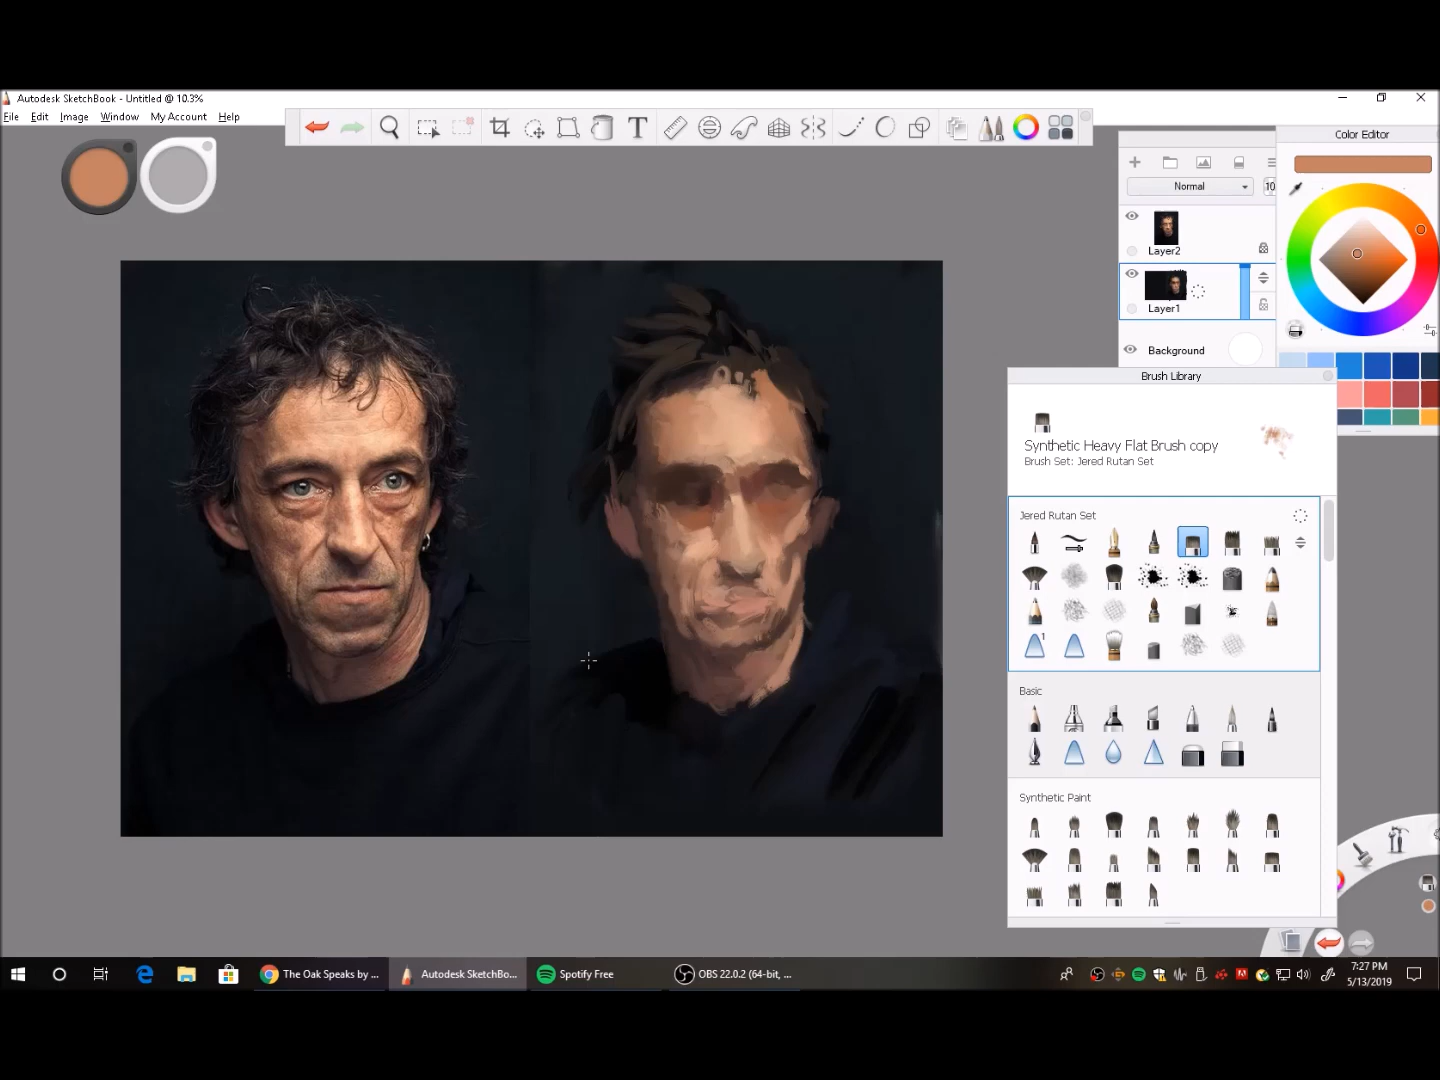 Autodesk SketchBook - Untitled @ 10.3%
File Edit Image Window My Account Help
T
Color Editor
Normal
10
Layer2
Layer1
Background
Brush Library
Synthetic Heavy Flat Brush copy
Brush Set: Jered Rutan Set
Jered Rutan Set
1
Basic
Synthetic Paint
The Oak Speaks by ...
Autodesk SketchBo...
Spotify Free
OBS 22.0.2 (64-bit, ...
7:27 PM
5/13/2019